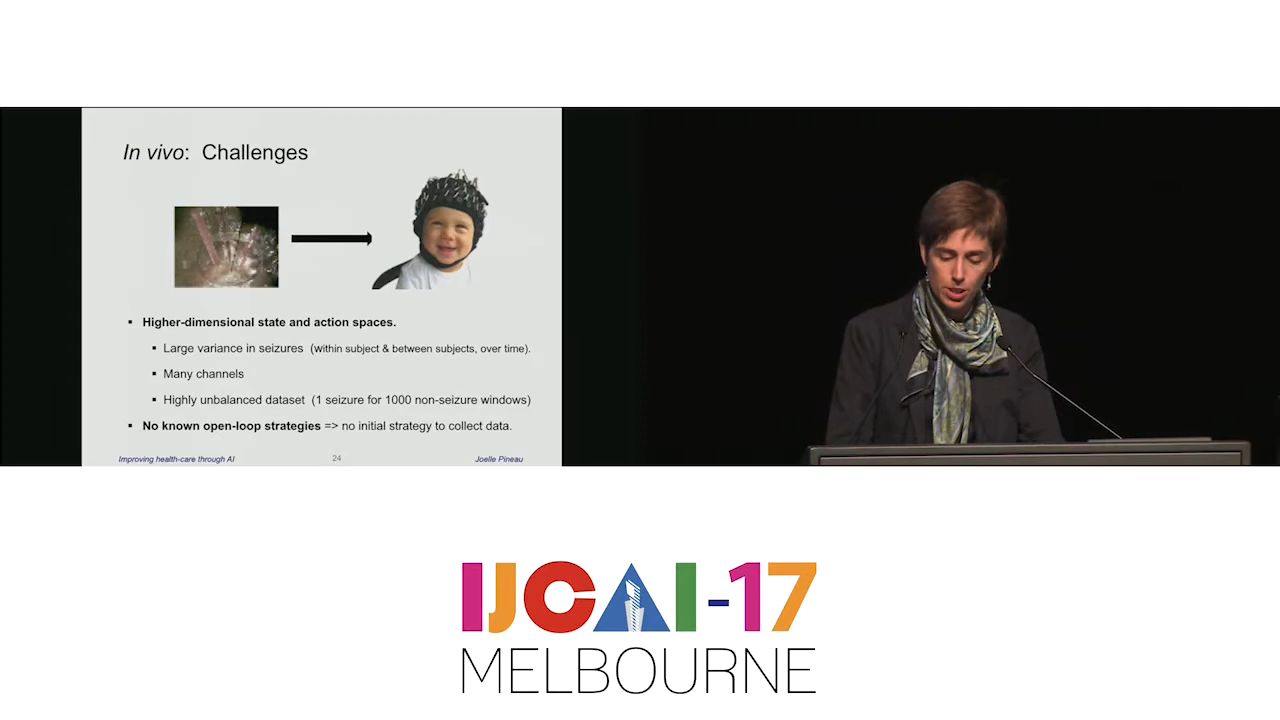 In vivo: Challenges
▪ Higher-dimensional state and action spaces.
▪ Large variance in seizures (within subject & between subjects, over time).
▪ Many channels
▪ Highly unbalanced dataset (1 seizure for 1000 non-seizure windows)
▪ No known open-loop strategies => no initial strategy to collect data.
Improving health-care through AI 24 Joelle Pineau
IJCAI-17
MELBOURNE